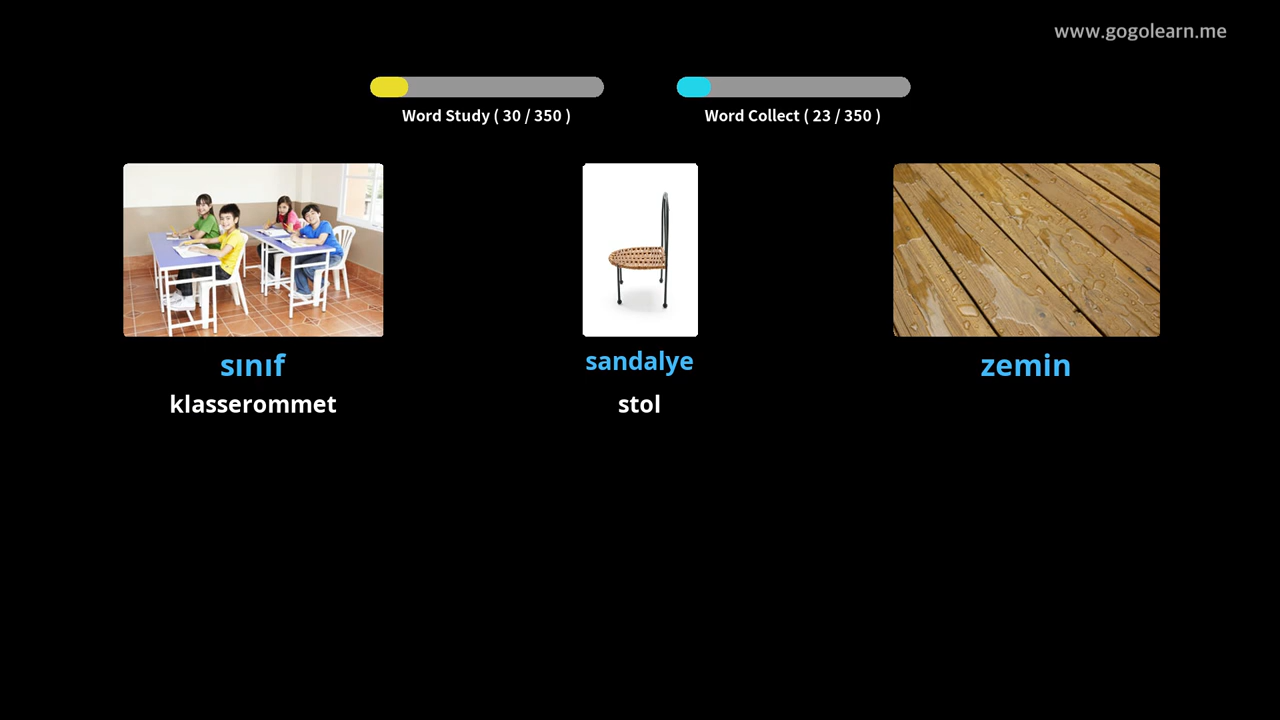 www.gogolearn.me
Word Study ( 30 / 350 )
Word Collect ( 23 / 350 )
sınıf
klasserommet
sandalye
stol
zemin